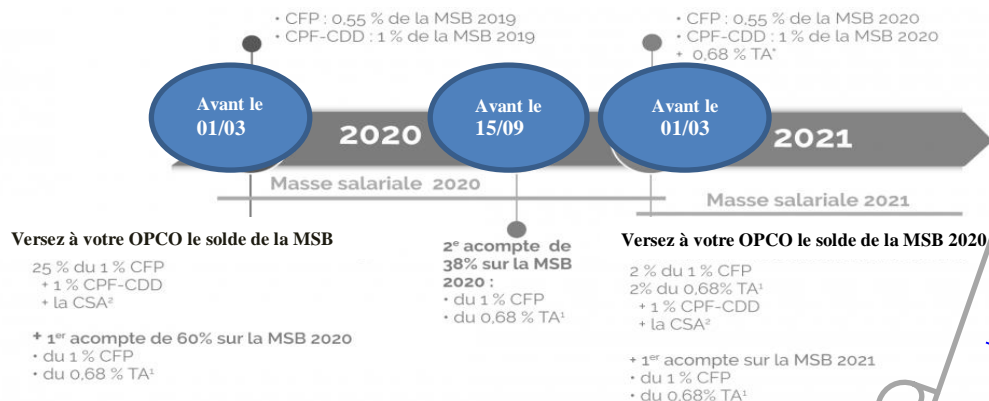 • CFP : 0,55 % de la MSB 2019
• CPF-CDD : 1 % de la MSB 2019
• CFP : 0,55 % de la MSB 2020
• CPF-CDD : 1 % de la MSB 2020
+ 0,68 % TA*
Avant le
01/03
2020
Avant le
15/09
Avant le
01/03
2021
Masse salariale 2020
Masse salariale 2021
Versez à votre OPCO le solde de la MSB
25 % du 1 % CFP
+ 1 % CPF-CDD
+ la CSA²
+ 1er acompte de 60% sur la MSB 2020
• du 1 % CFP
• du 0,68 % TA¹
2e acompte de
38% sur la MSB
2020 :
• du 1 % CFP
• du 0,68 % TA¹
Versez à votre OPCO le solde de la MSB 2020
2 % du 1 % CFP
2% du 0,68% TA¹
+ 1 % CPF-CDD
+ la CSA²
+ 1er acompte sur la MSB 2021
• du 1 % CFP
• du 0,68% TA¹